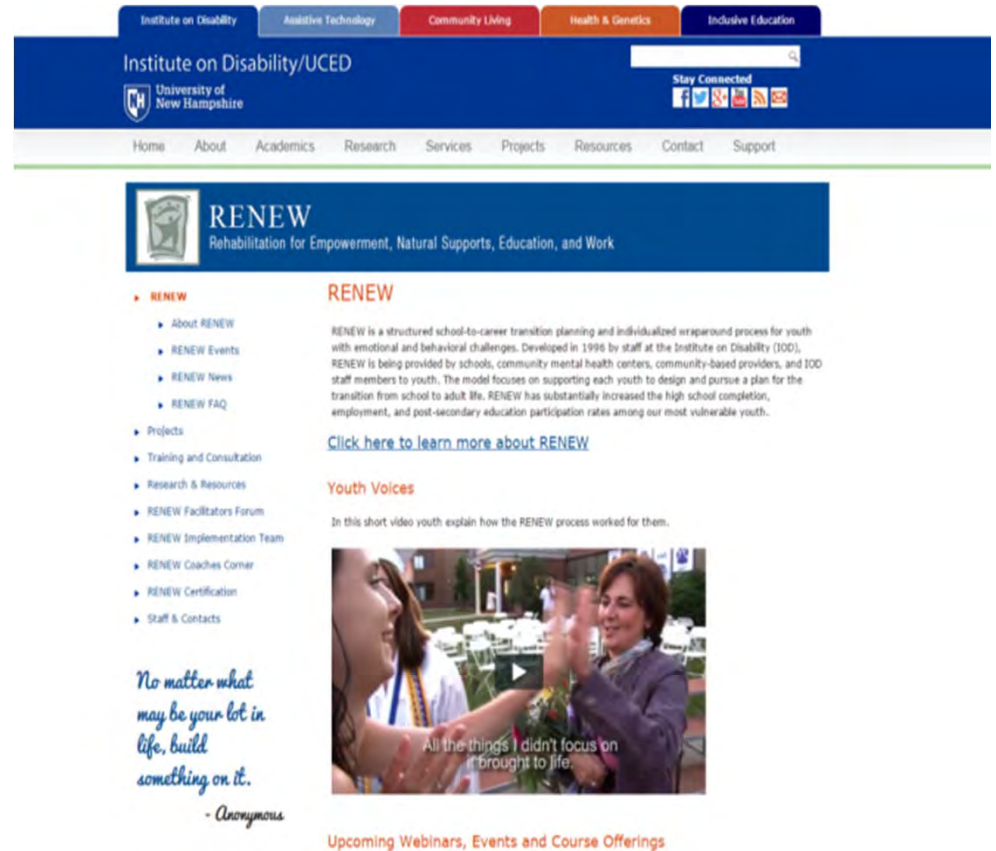 Institute on Disability
Assistive Technology
Community Living
Health & Genetics
Inclusive Education
Institute on Disability/UCED
University of
New Hampshire
Stay Connected
Home About Academics Research Services Projects Resources Contact Support
RENEW
Rehabilitation for Empowerment, Natural Supports, Education, and Work
RENEW
About RENEW
RENEW Events
RENEW News
RENEW FAQ
Projects
Training and Consultation
Research & Resources
RENEW Facilitators Forum
RENEW Implementation Team
RENEW Coaches Corner
RENEW Certification
Staff & Contacts
No matter what
may be your lot in
life, build
something on it.
- Anonymous
RENEW
RENEW is a structured school-to-career transition planning and individualized wraparound process for youth
with emotional and behavioral challenges. Developed in 1996 by staff at the Institute on Disability (IOD),
RENEW is being provided by schools, community mental health centers, community-based providers, and IOD
staff members to youth. The model focuses on supporting each youth to design and pursue a plan for the
transition from school to adult life. RENEW has substantially increased the high school completion,
employment, and post-secondary education participation rates among our most vulnerable youth.
Click here to learn more about RENEW
Youth Voices
In this short video youth explain how the RENEW process worked for them.
All the things I didn't focus on
it brought to life.
Upcoming Webinars, Events and Course Offerings